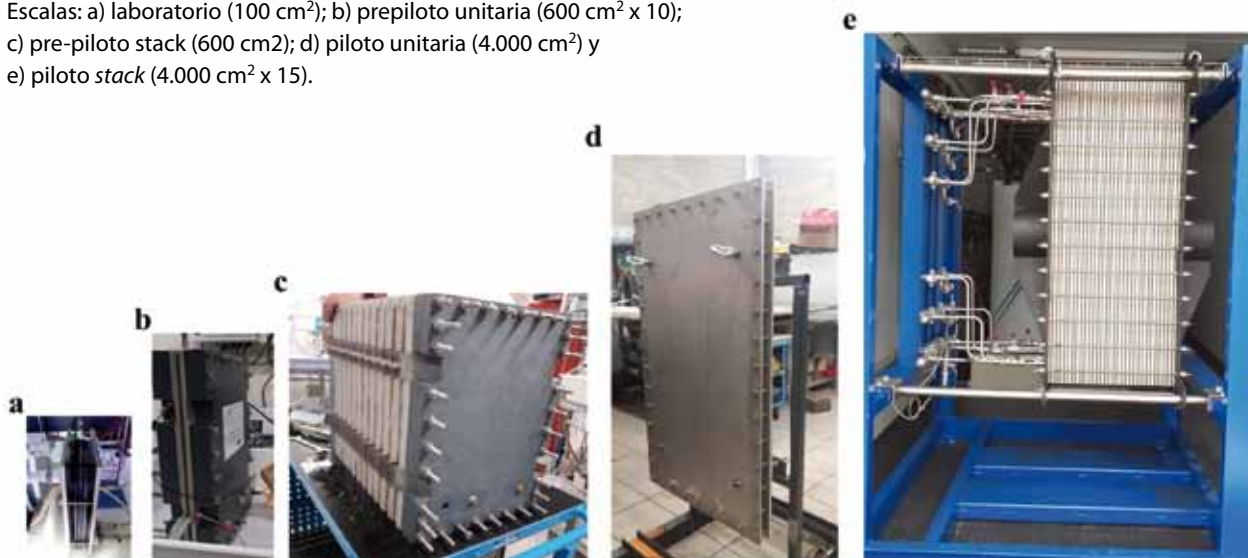 Escalas: a) laboratorio (100 cm²); b) prepiloto unitaria (600 cm² x 10);
c) pre-piloto stack (600 cm2); d) piloto unitaria (4.000 cm²) y
e) piloto stack (4.000 cm² x 15).
e
d
c
b
a